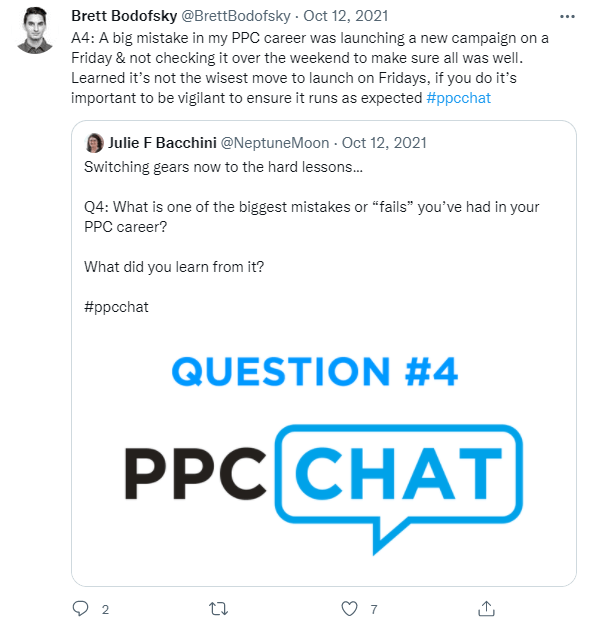 Brett Bodofsky @BrettBodofsky · Oct 12, 2021
A4: A big mistake in my PPC career was launching a new campaign on a
Friday & not checking it over the weekend to make sure all was well.
Learned it’s not the wisest move to launch on Fridays, if you do it’s
important to be vigilant to ensure it runs as expected #ppcchat
Julie F Bacchini @NeptuneMoon · Oct 12, 2021
Switching gears now to the hard lessons...
Q4: What is one of the biggest mistakes or “fails” you’ve had in your
PPC career?
What did you learn from it?
#ppcchat
QUESTION #4
PPC CHAT
2 7